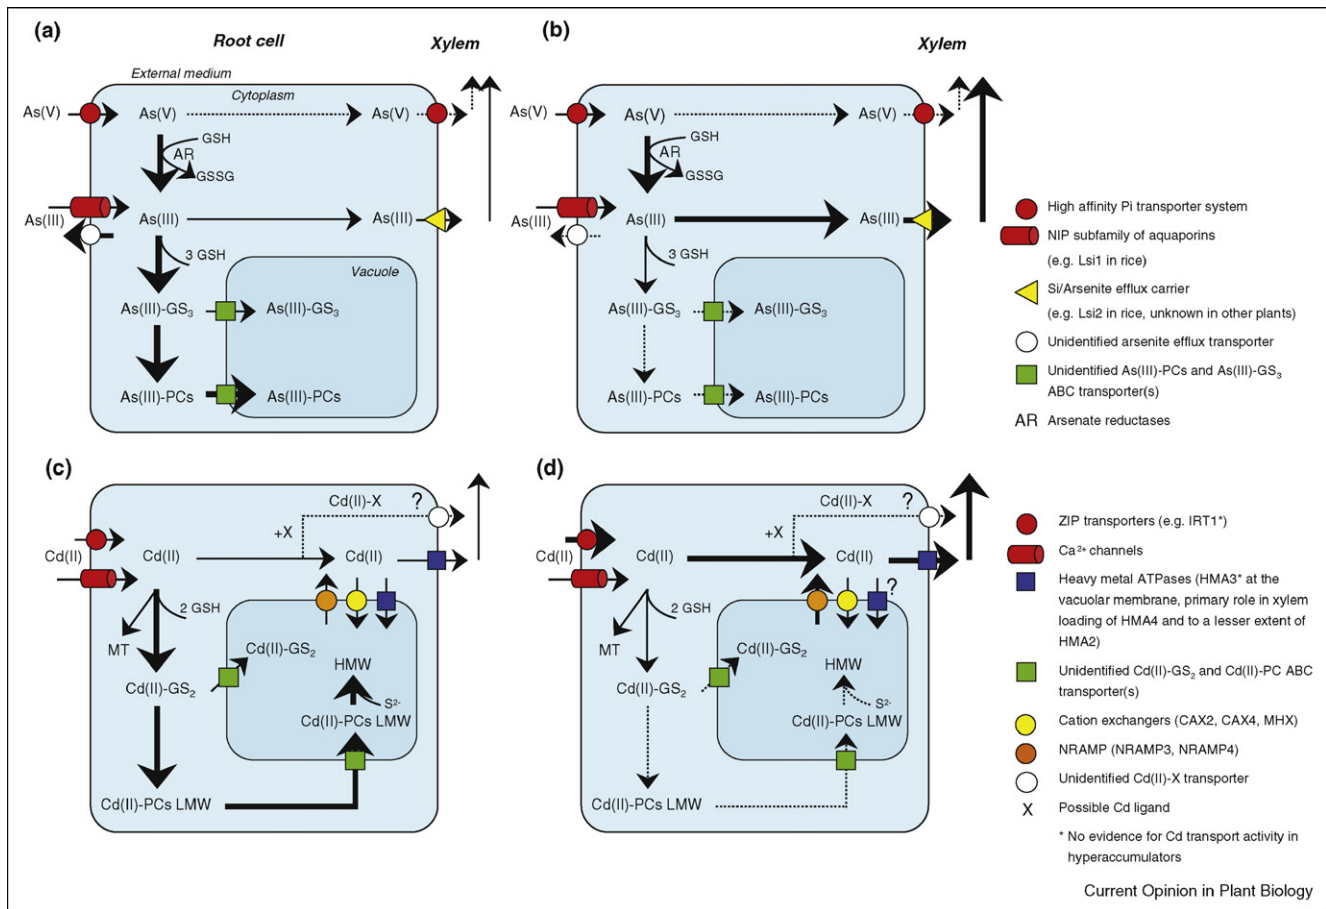 (a)
Root cell
Xylem
External medium
Cytoplasm
As(V)
As(V)
As(V)
GSH
AR
GSSG
As(III)
As(III)
As(III)
3 GSH
Vacuole
As(III)-GS3
As(III)-GS3
As(III)-PCs
As(III)-PCs
(b)
Xylem
As(V)
As(V)
As(V)
GSH
AR
GSSG
As(III)
As(III)
As(III)
3 GSH
As(III)-GS3
As(III)-GS3
As(III)-PCs
As(III)-PCs
High affinity Pi transporter system
NIP subfamily of aquaporins
(e.g. Lsi1 in rice)
Si/Arsenite efflux carrier
(e.g. Lsi2 in rice, unknown in other plants)
Unidentified arsenite efflux transporter
Unidentified As(III)-PCs and As(III)-GS3
ABC transporter(s)
AR Arsenate reductases
(c)
Cd(II)-X
?
+X
Cd(II)
Cd(II)
Cd(II)
2 GSH
MT
Cd(II)-GS2
Cd(II)-GS2
HMW
S2-
Cd(II)-PCs LMW
Cd(II)-PCs LMW
(d)
Cd(II)-X
?
+X
Cd(II)
Cd(II)
Cd(II)
?
2 GSH
MT
Cd(II)-GS2
Cd(II)-GS2
HMW
S2-
Cd(II)-PCs LMW
Cd(II)-PCs LMW
ZIP transporters (e.g. IRT1*)
Ca2+ channels
Heavy metal ATPases (HMA3* at the
vacuolar membrane, primary role in xylem
loading of HMA4 and to a lesser extent of
HMA2)
Unidentified Cd(II)-GS2 and Cd(II)-PC ABC
transporter(s)
Cation exchangers (CAX2, CAX4, MHX)
NRAMP (NRAMP3, NRAMP4)
Unidentified Cd(II)-X transporter
X Possible Cd ligand
* No evidence for Cd transport activity in
hyperaccumulators
Current Opinion in Plant Biology